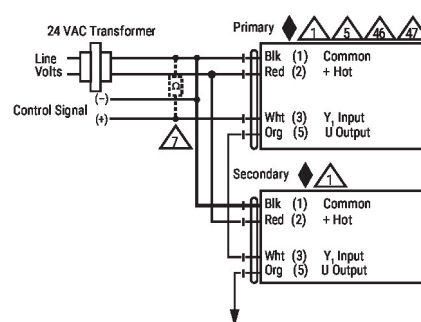 24 VAC Transformer
Primary 1 5 46 47
Line
Volts
Blk (1) Common
Red (2) + Hot
Ω
Control Signal (–)
(+)
Wht (3) Y1 Input
Org (5) U Output
7
Secondary 1
Blk (1) Common
Red (2) + Hot
Wht (3) Y1 Input
Org (5) U Output